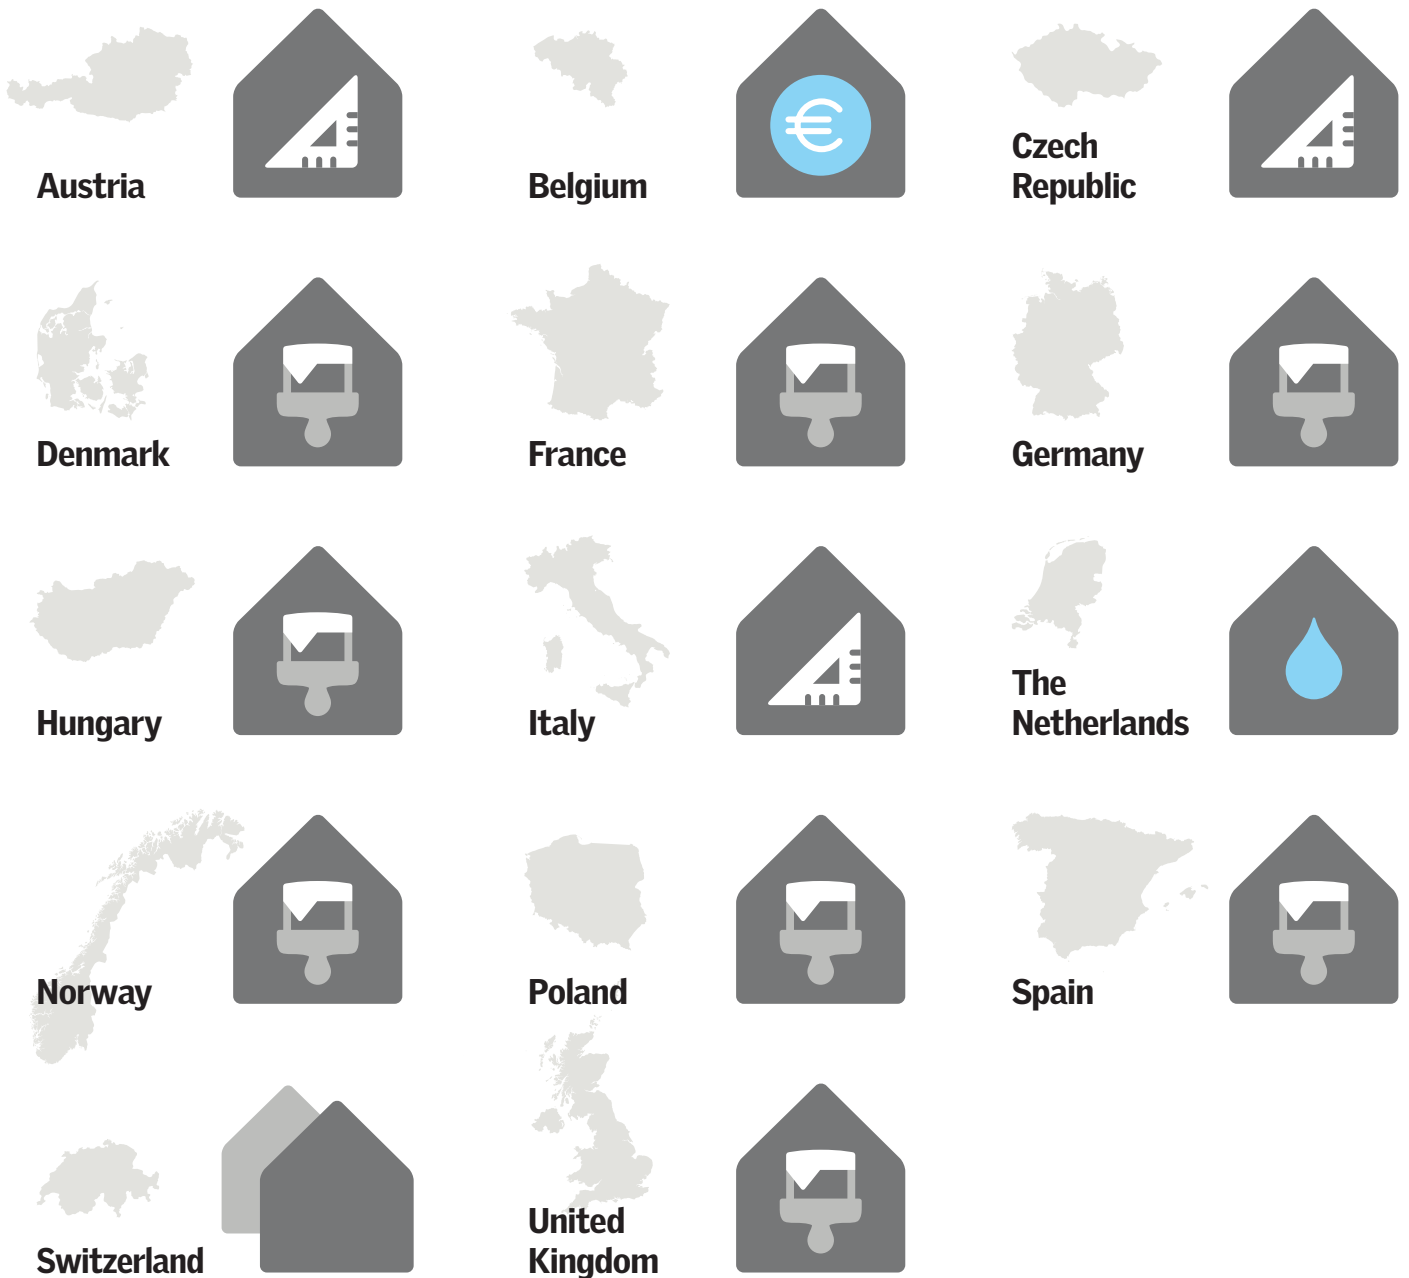 Austria
Belgium
€
Czech
Republic
Denmark
France
Germany
Hungary
Italy
The
Netherlands
Norway
Poland
Spain
Switzerland
United
Kingdom